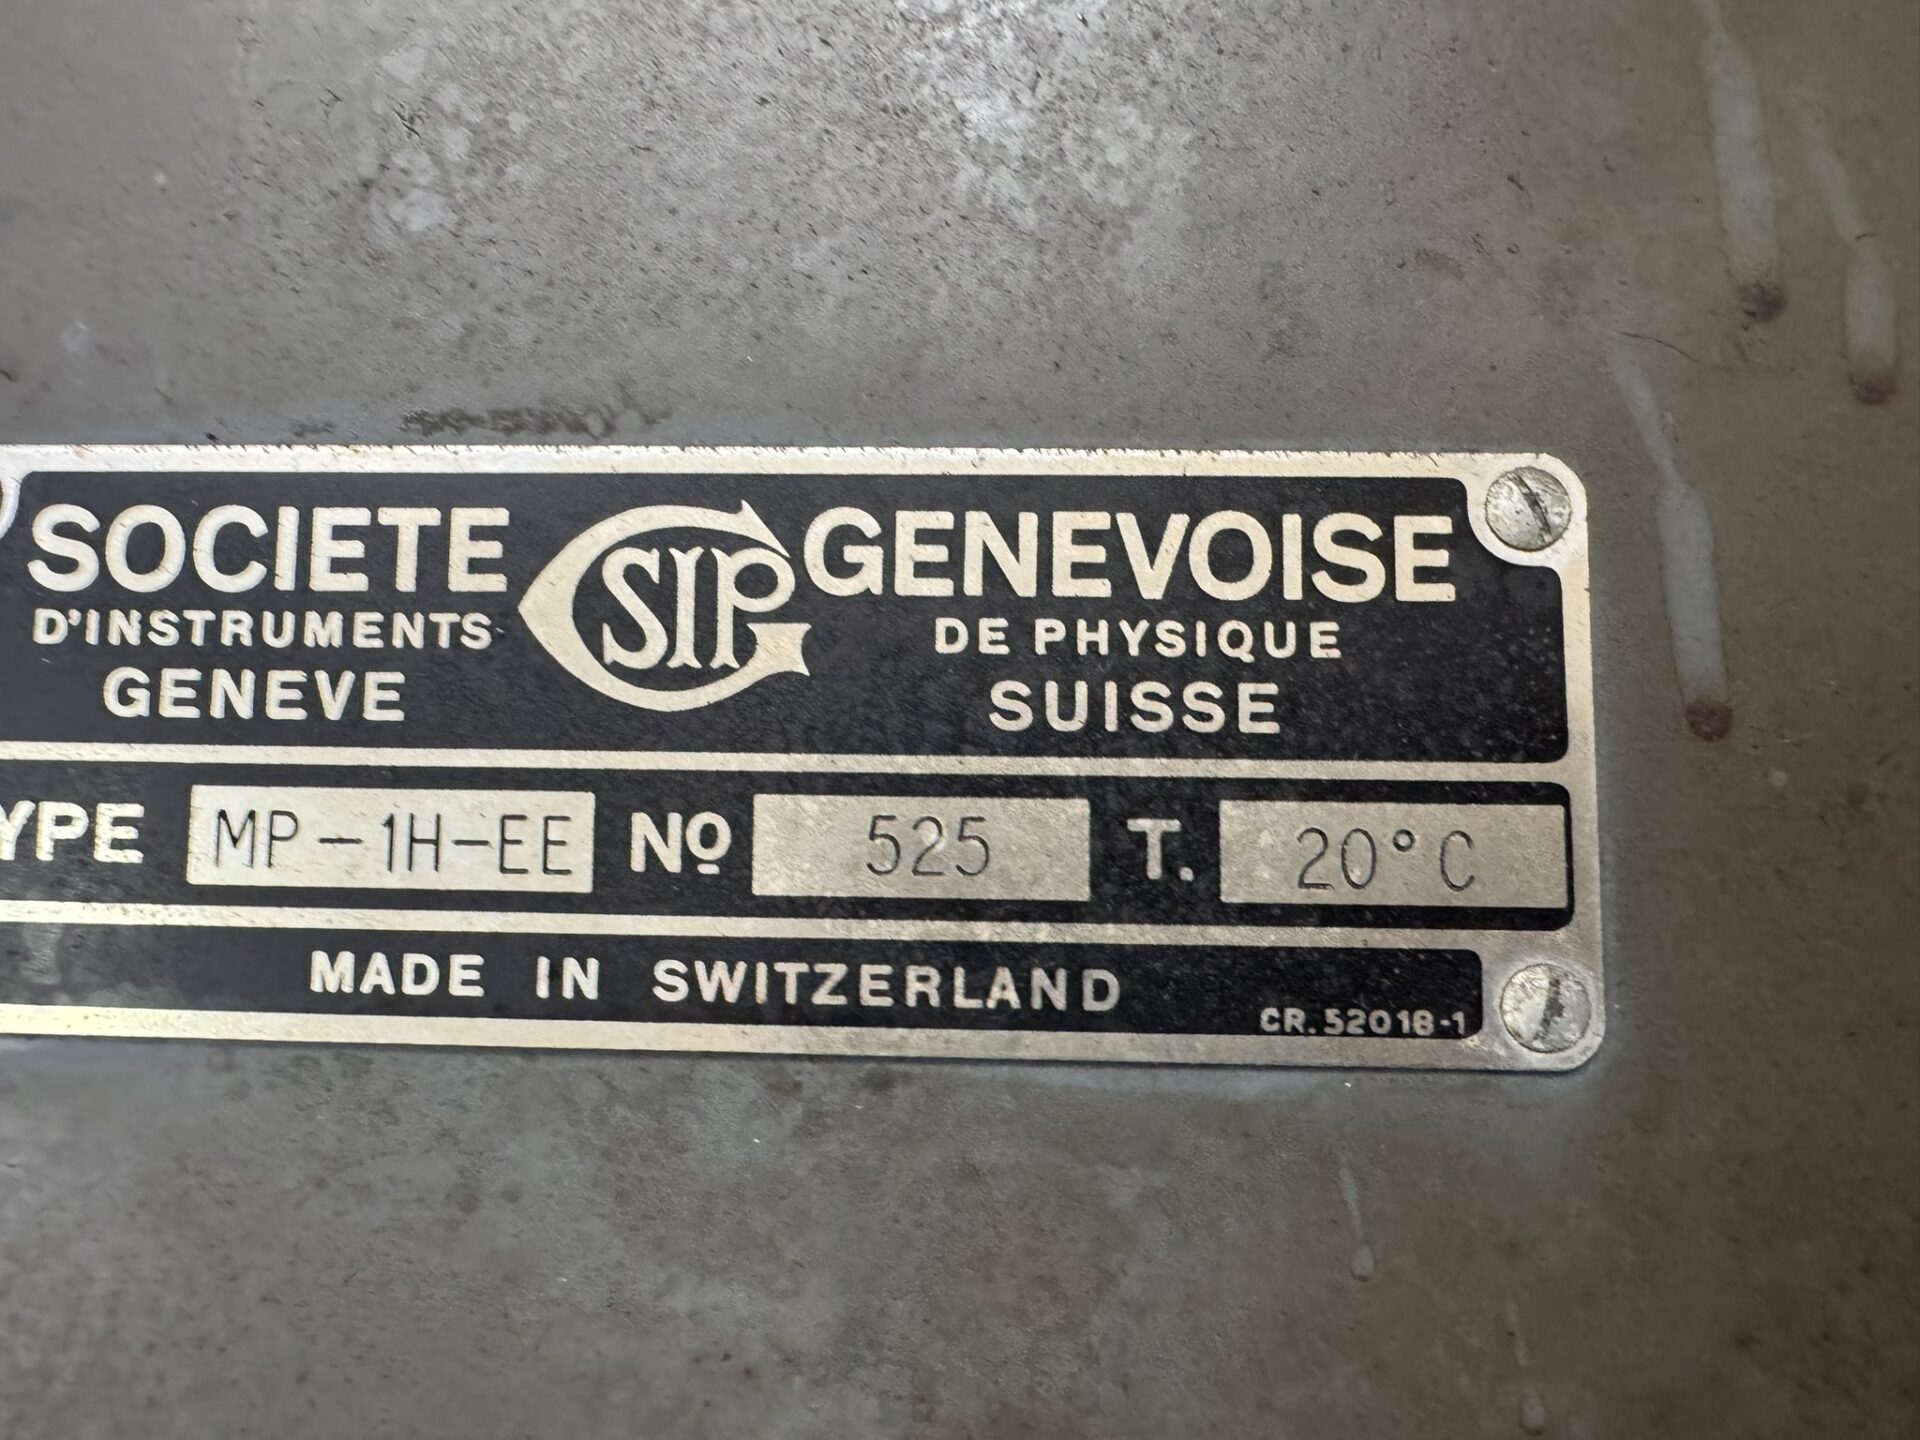 SOCIETE SIP GENEVOISE
D'INSTRUMENTS DE PHYSIQUE
GENEVE SUISSE
YPE MP-1H-EE Nº 525 T. 20°C
MADE IN SWITZERLAND
CR.52018-1